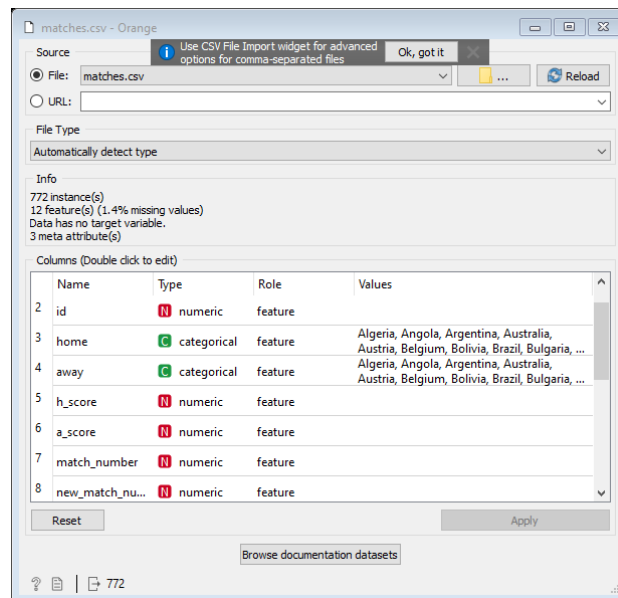 matches.csv - Orange
Source
Use CSV File Import widget for advanced
options for comma-separated files
Ok, got it
File: matches.csv
...
Reload
URL:
File Type
Automatically detect type
Info
772 instance(s)
12 feature(s) (1.4% missing values)
Data has no target variable.
3 meta attribute(s)
Columns (Double click to edit)
Name Type Role Values
2 id N numeric feature
3 home C categorical feature Algeria, Angola, Argentina, Australia,
Austria, Belgium, Bolivia, Brazil, Bulgaria, ...
4 away C categorical feature Algeria, Angola, Argentina, Australia,
Austria, Belgium, Bolivia, Brazil, Bulgaria, ...
5 h_score N numeric feature
6 a_score N numeric feature
7 match_number N numeric feature
8 new_match_nu... N numeric feature
Reset
Apply
Browse documentation datasets
? 772